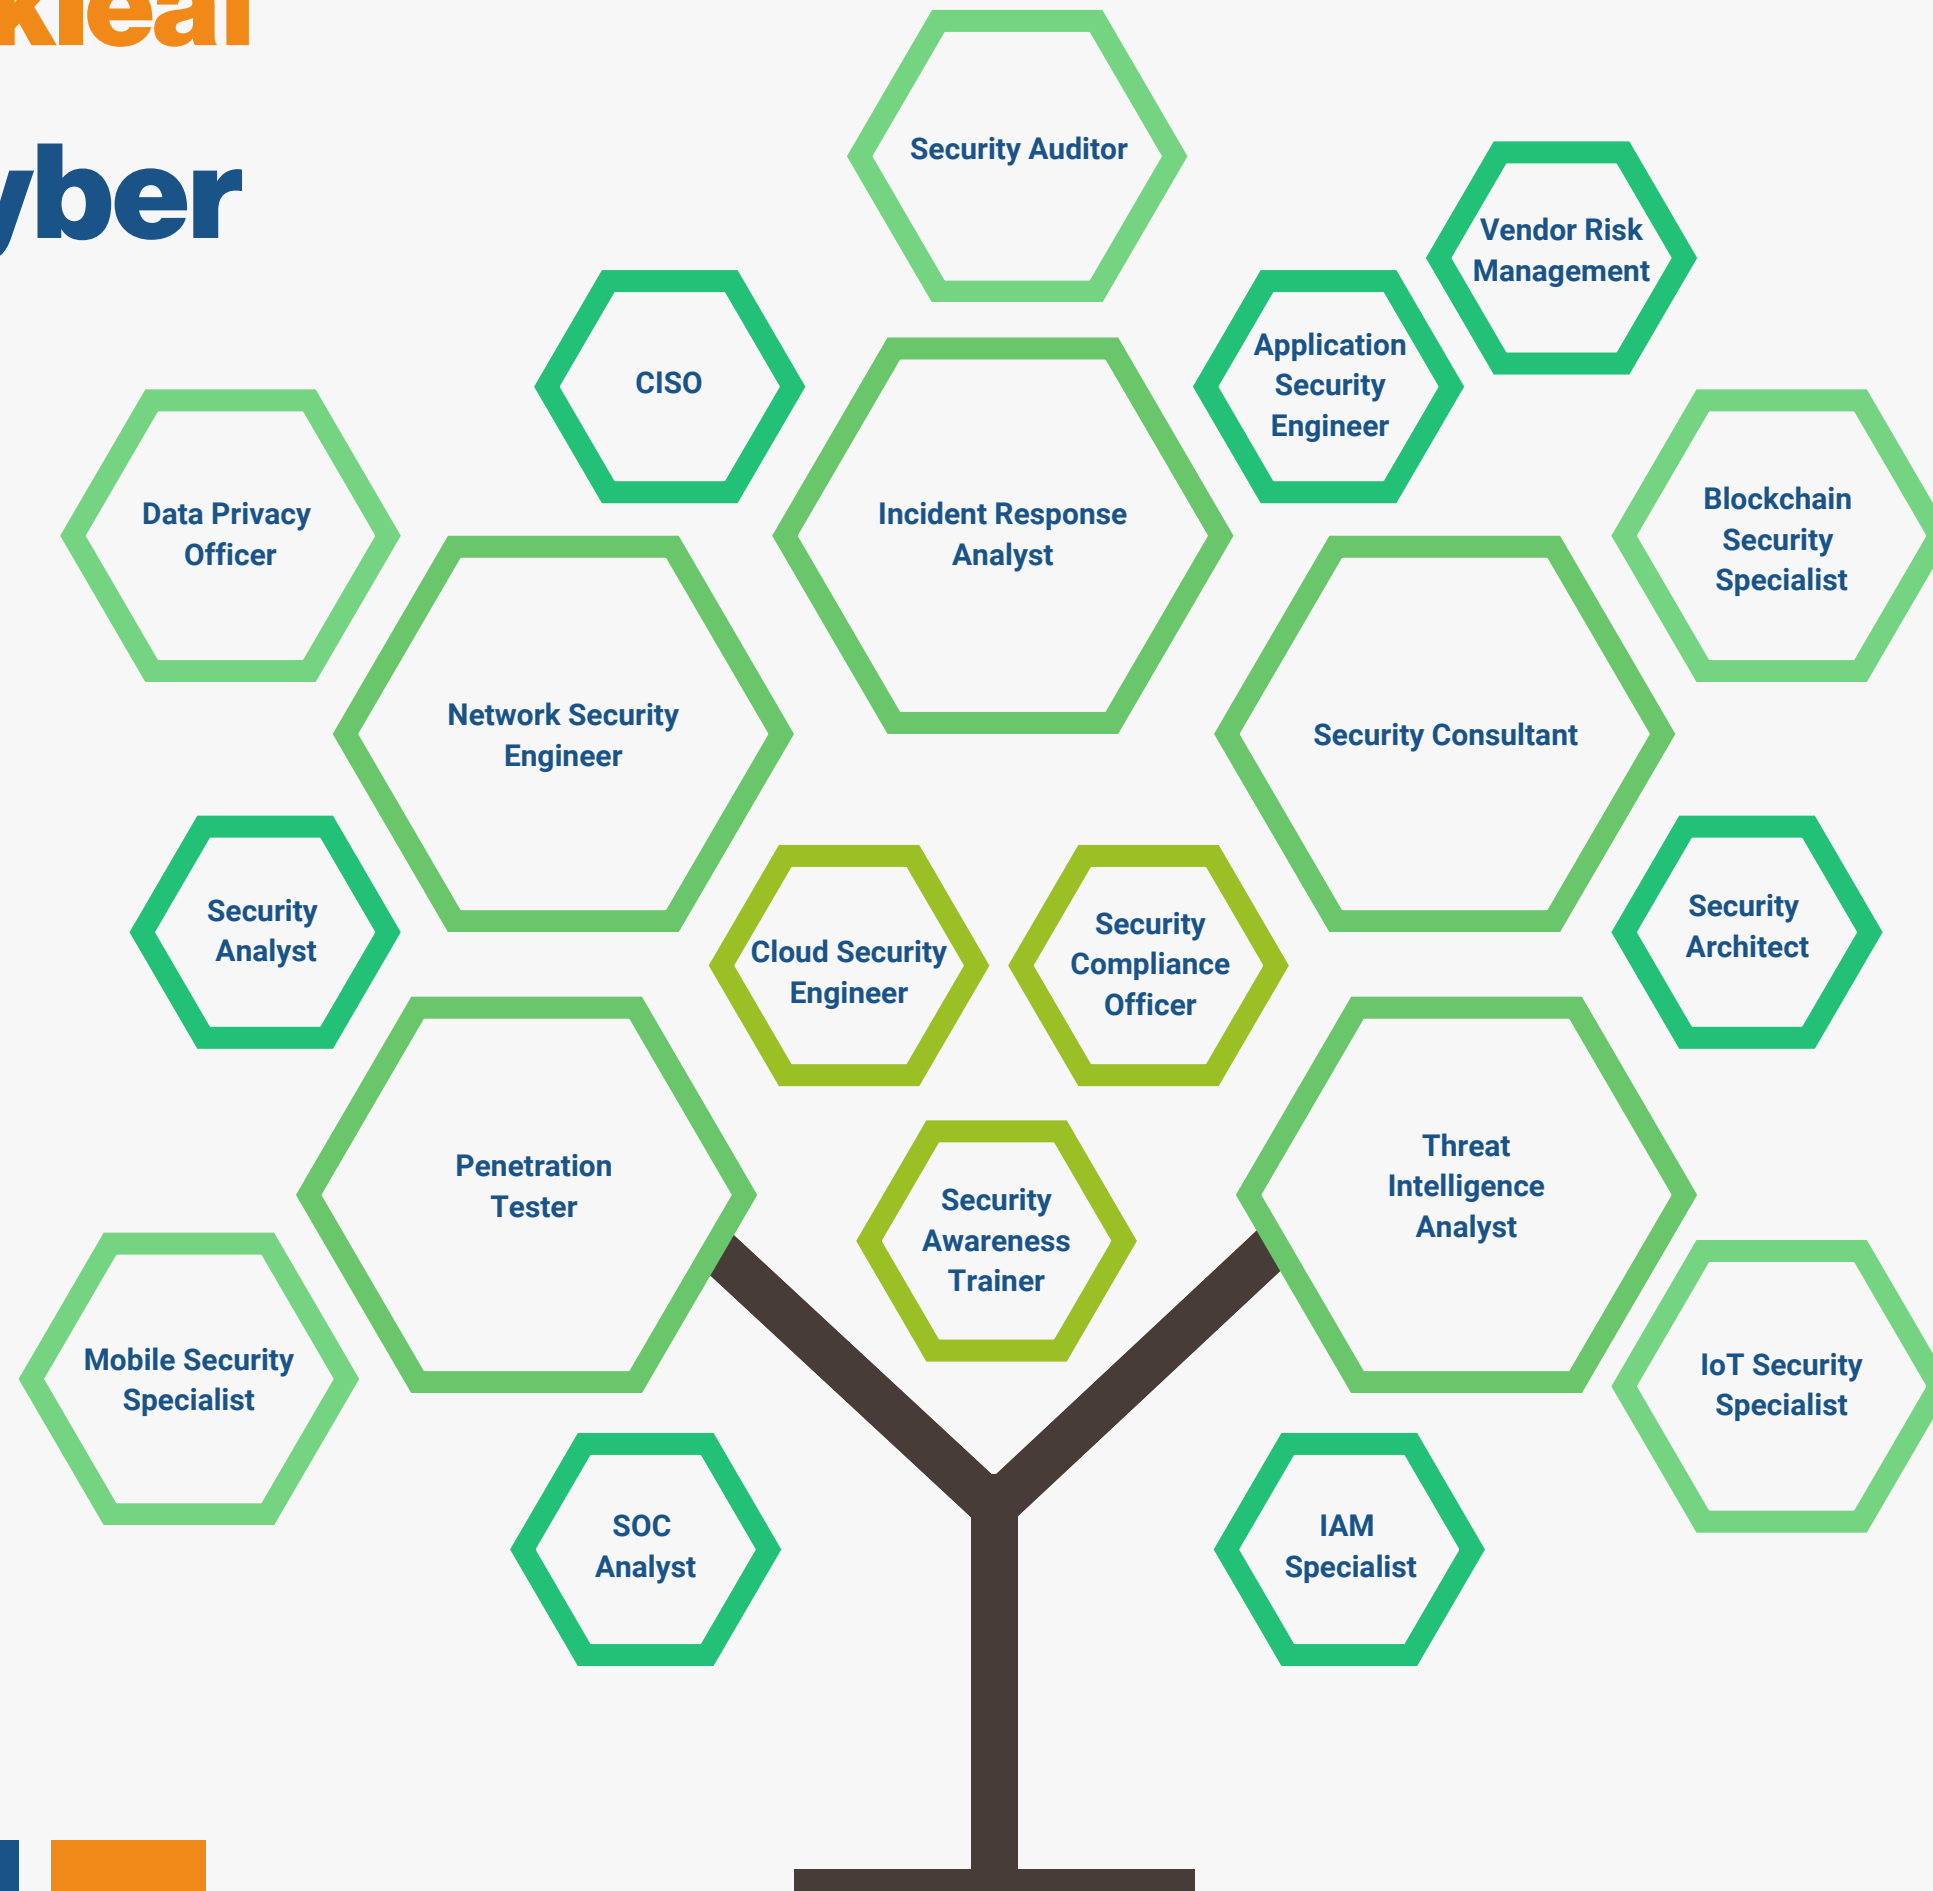 Security Auditor
Vendor Risk
Management
Application
Security
Engineer
CISO
Data Privacy
Officer
Incident Response
Analyst
Blockchain
Security
Specialist
Network Security
Engineer
Security Consultant
Security
Analyst
Cloud Security
Engineer
Security
Compliance
Officer
Security
Architect
Penetration
Tester
Security
Awareness
Trainer
Threat
Intelligence
Analyst
Mobile Security
Specialist
IoT Security
Specialist
SOC
Analyst
IAM
Specialist